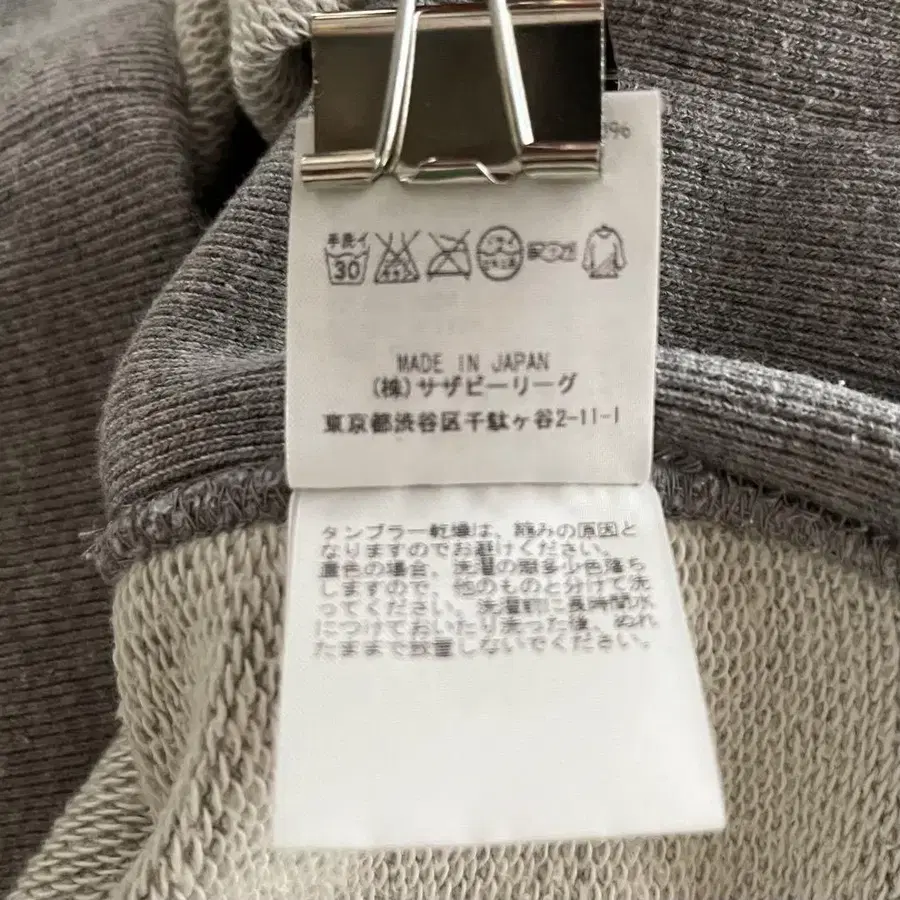 096
手洗イ
30
MADE IN JAPAN
(株)サザビーリーグ
東京都渋谷区千駄ヶ谷2-11-1
タンブラー乾燥は、縮みの原因と
なりますのでお避けください。
濃色の場合、洗濯の際多少色落ち
しますので、他のものと分けて洗
ってください。洗濯前に長時間水
につけておいたり洗った後、ぬれ
たままで放置しないでください。